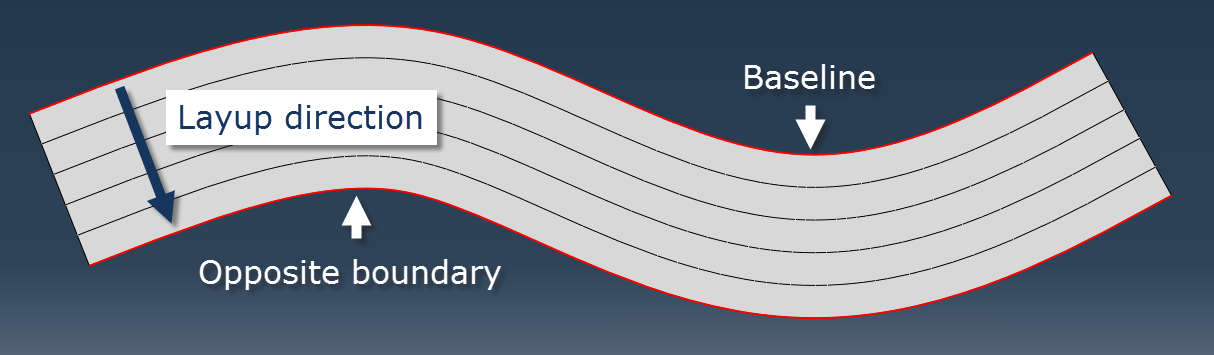 Baseline
Layup direction
Opposite boundary